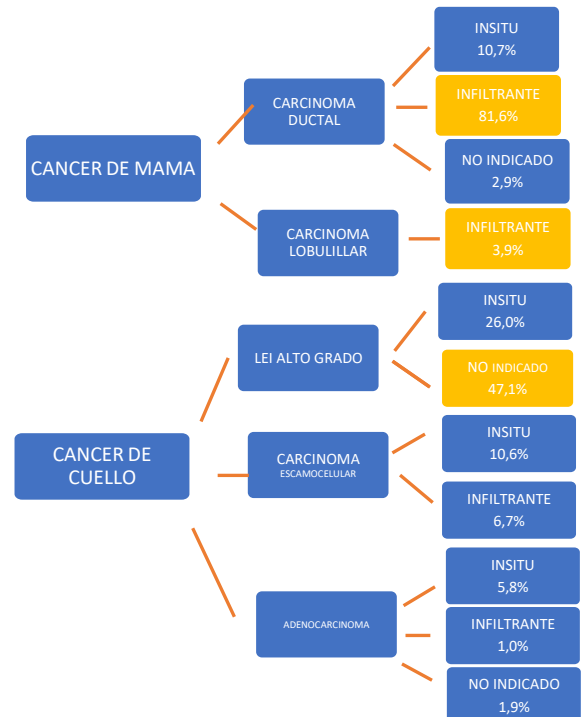 CANCER DE MAMA
CARCINOMA
DUCTAL
INSITU
10,7%
INFILTRANTE
81,6%
NO INDICADO
2,9%
CARCINOMA
LOBULILLAR
INFILTRANTE
3,9%
CANCER DE
CUELLO
LEI ALTO GRADO
INSITU
26,0%
NO INDICADO
47,1%
CARCINOMA
ESCAMOCELULAR
INSITU
10,6%
INFILTRANTE
6,7%
ADENOCARCINOMA
INSITU
5,8%
INFILTRANTE
1,0%
NO INDICADO
1,9%